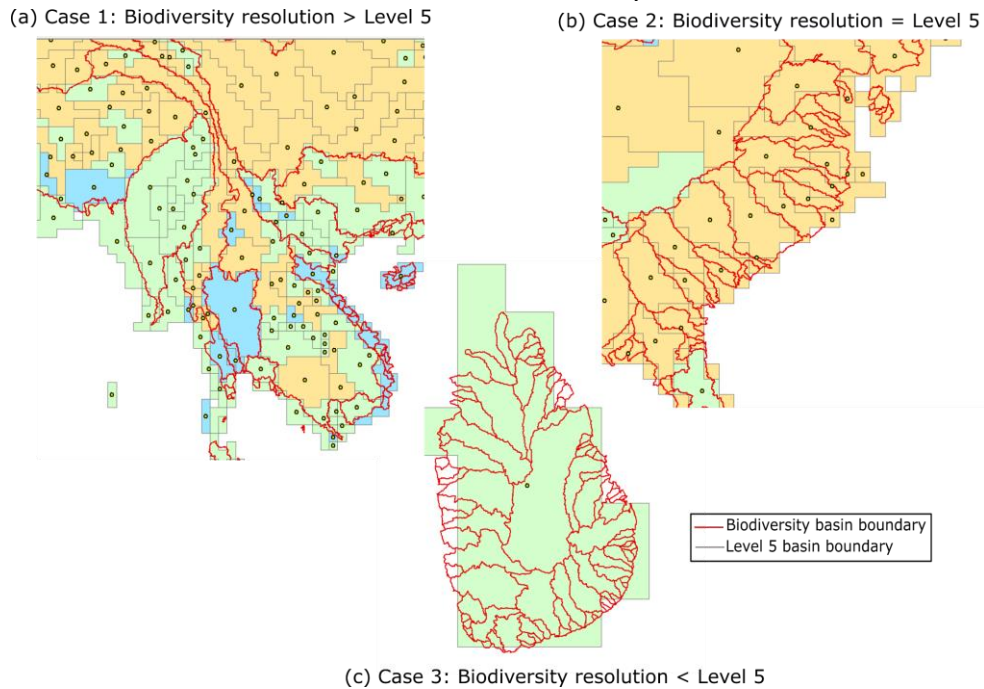 (a) Case 1: Biodiversity resolution > Level 5
(b) Case 2: Biodiversity resolution = Level 5
Biodiversity basin boundary
Level 5 basin boundary
(c) Case 3: Biodiversity resolution < Level 5